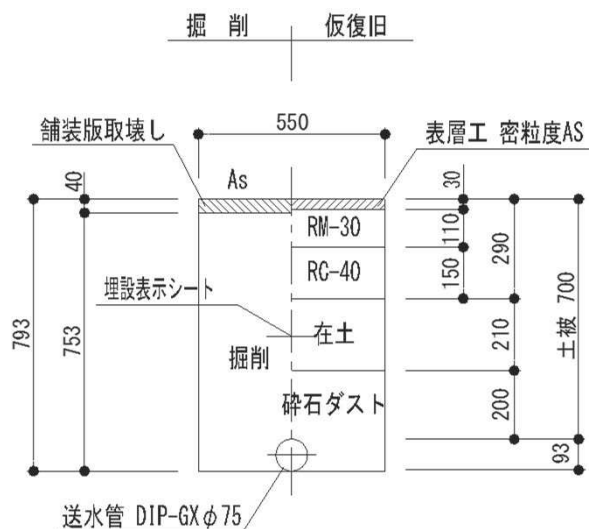 掘 削 仮復旧
舗装版取壊し 550 表層工 密粒度AS
40 As 30
RM-30 110 290
RC-40 150
埋設表示シート 土被 700
793 753 在土 210
掘削
砕石ダスト 200
93
送水管 DIP-GXφ75